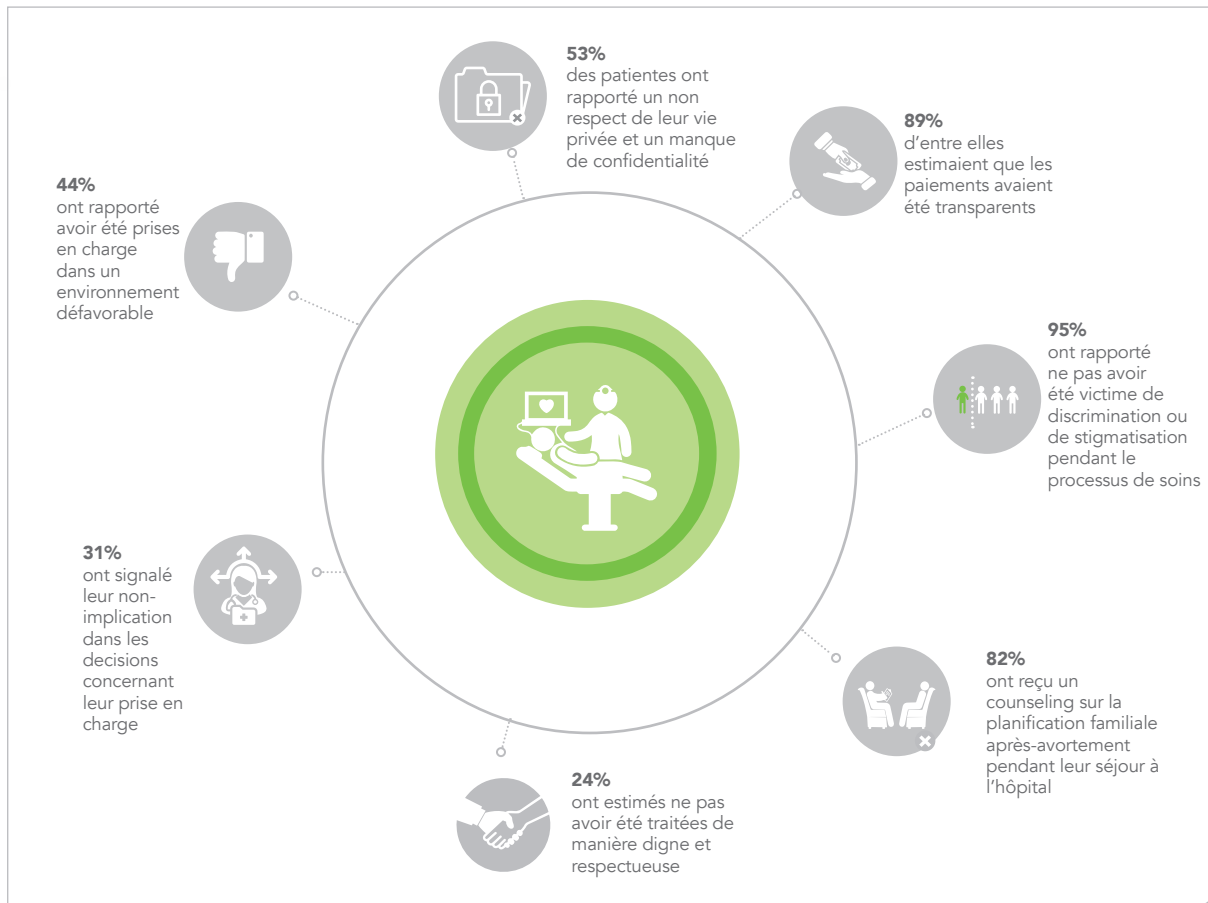 53%
des patientes ont
rapporté un non
respect de leur vie
privée et un manque
de confidentialité
89%
d'entre elles
estimaient que les
paiements avaient
été transparents
44%
ont rapporté
avoir été prises
en charge
dans un
environnement
défavorable
95%
ont rapporté
ne pas avoir
été victime de
discrimination ou
de stigmatisation
pendant le
processus de soins
31%
ont signalé
leur non-
implication
dans les
decisions
concernant
leur prise en
charge
82%
ont reçu un
counseling sur la
planification familiale
après-avortement
pendant leur séjour à
l'hôpital
24%
ont estimés ne pas
avoir été traitées de
manière digne et
respectueuse